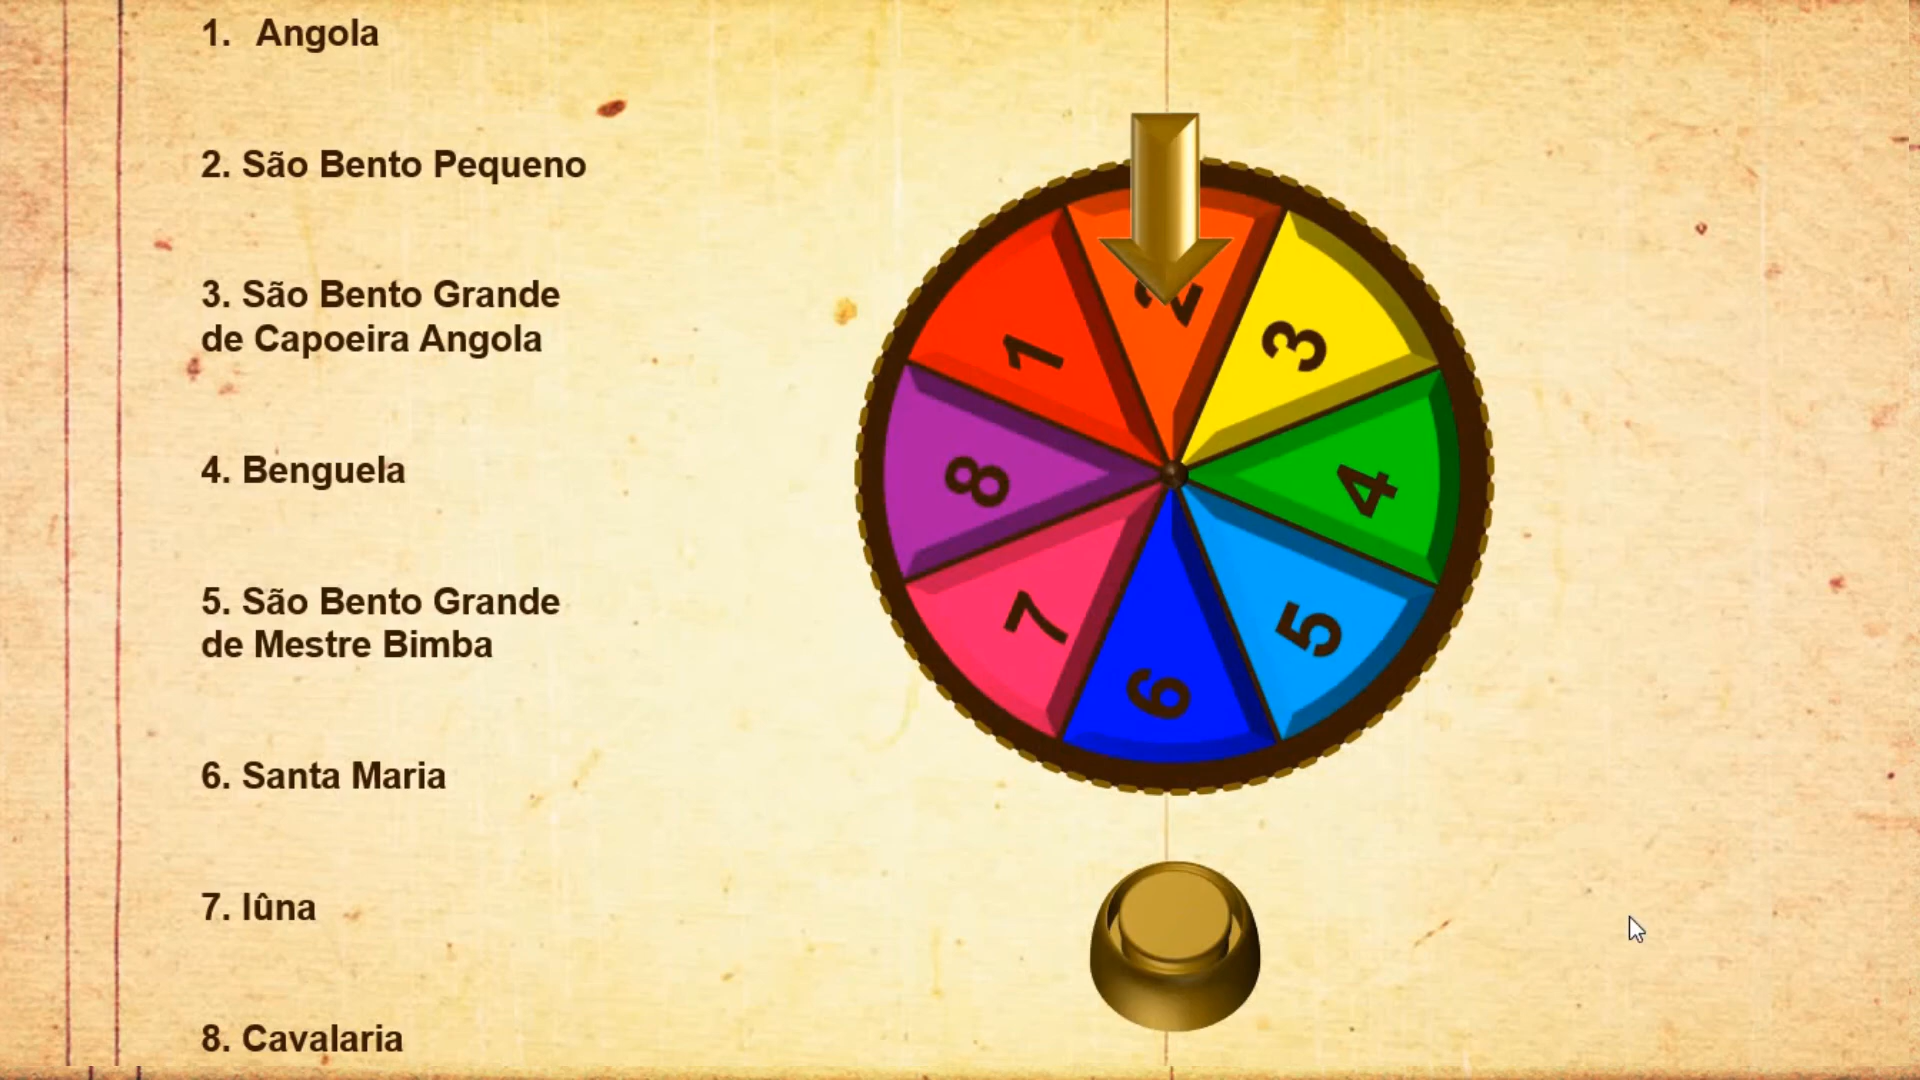 1. Angola
2. São Bento Pequeno
3. São Bento Grande
de Capoeira Angola
4. Benguela
5. São Bento Grande
de Mestre Bimba
6. Santa Maria
7. Iûna
8. Cavalaria
2
1
3
8
4
7
5
6